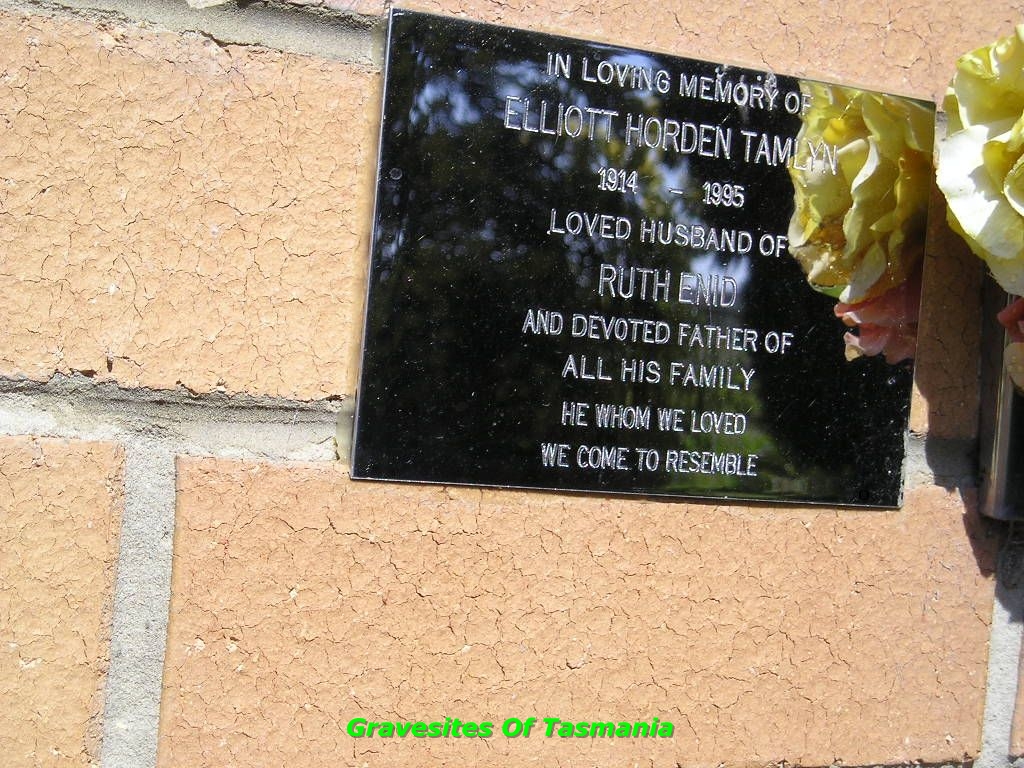 IN LOVING MEMORY OF
ELLIOTT HORDEN TAMLYN
1914 - 1995
LOVED HUSBAND OF
RUTH ENID
AND DEVOTED FATHER OF
ALL HIS FAMILY
HE WHOM WE LOVED
WE COME TO RESEMBLE
Gravesites Of Tasmania